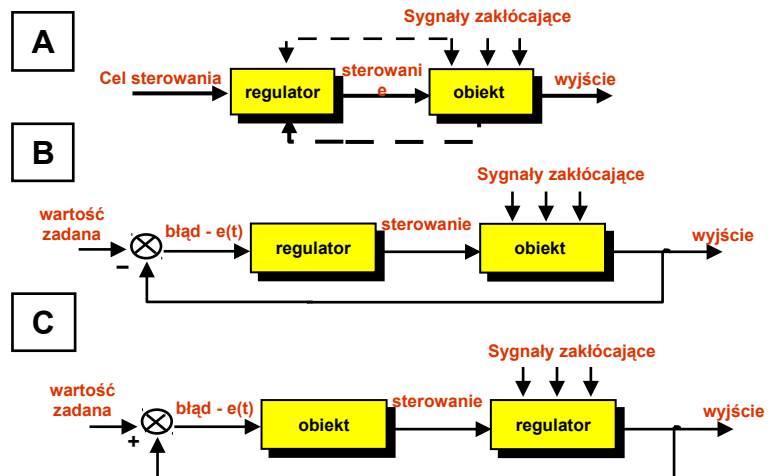 A
Sygnały zakłócające
Cel sterowania
regulator
sterowani
e
obiekt
wyjście
B
Sygnały zakłócające
wartość
zadana
błąd - e(t)
regulator
sterowanie
obiekt
wyjście
–
C
Sygnały zakłócające
wartość
zadana
błąd - e(t)
obiekt
sterowanie
regulator
wyjście
+